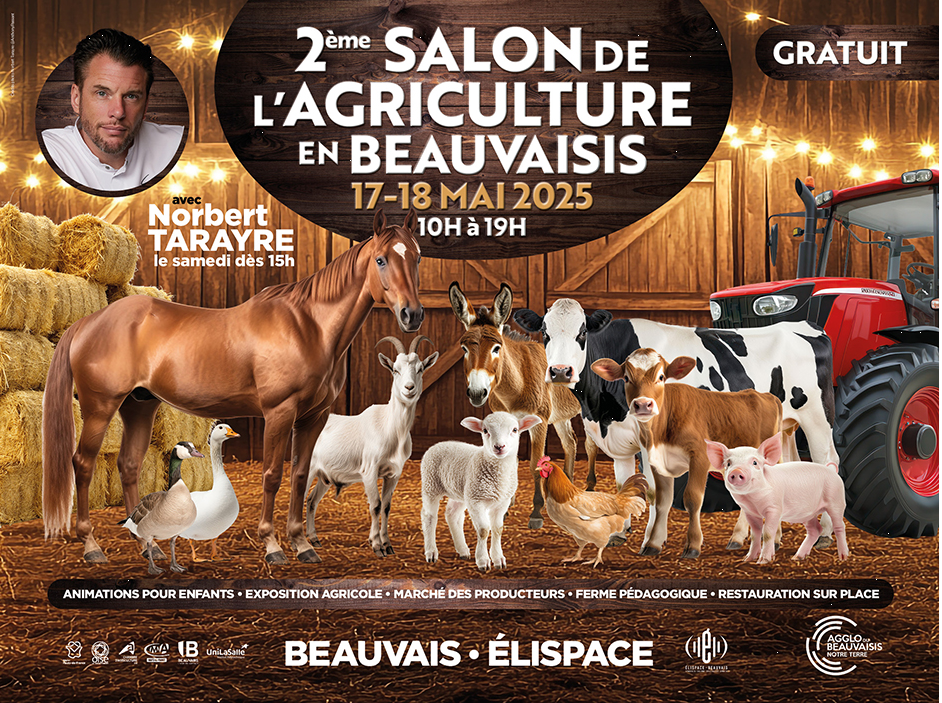 2ème SALON DE
L'AGRICULTURE
EN BEAUVAISIS
17-18 MAI 2025
10H à 19H
GRATUIT
avec
Norbert
TARAYRE
le samedi dès 15h
ANIMATIONS POUR ENFANTS • EXPOSITION AGRICOLE • MARCHÉ DES PRODUCTEURS • FERME PÉDAGOGIQUE • RESTAURATION SUR PLACE
oise
UniLaSalle
BEAUVAIS • ÉLISPACE
ÉLISPACE - BEAUVAIS
AGGLO DU
BEAUVAISIS
NOTRE TERRE